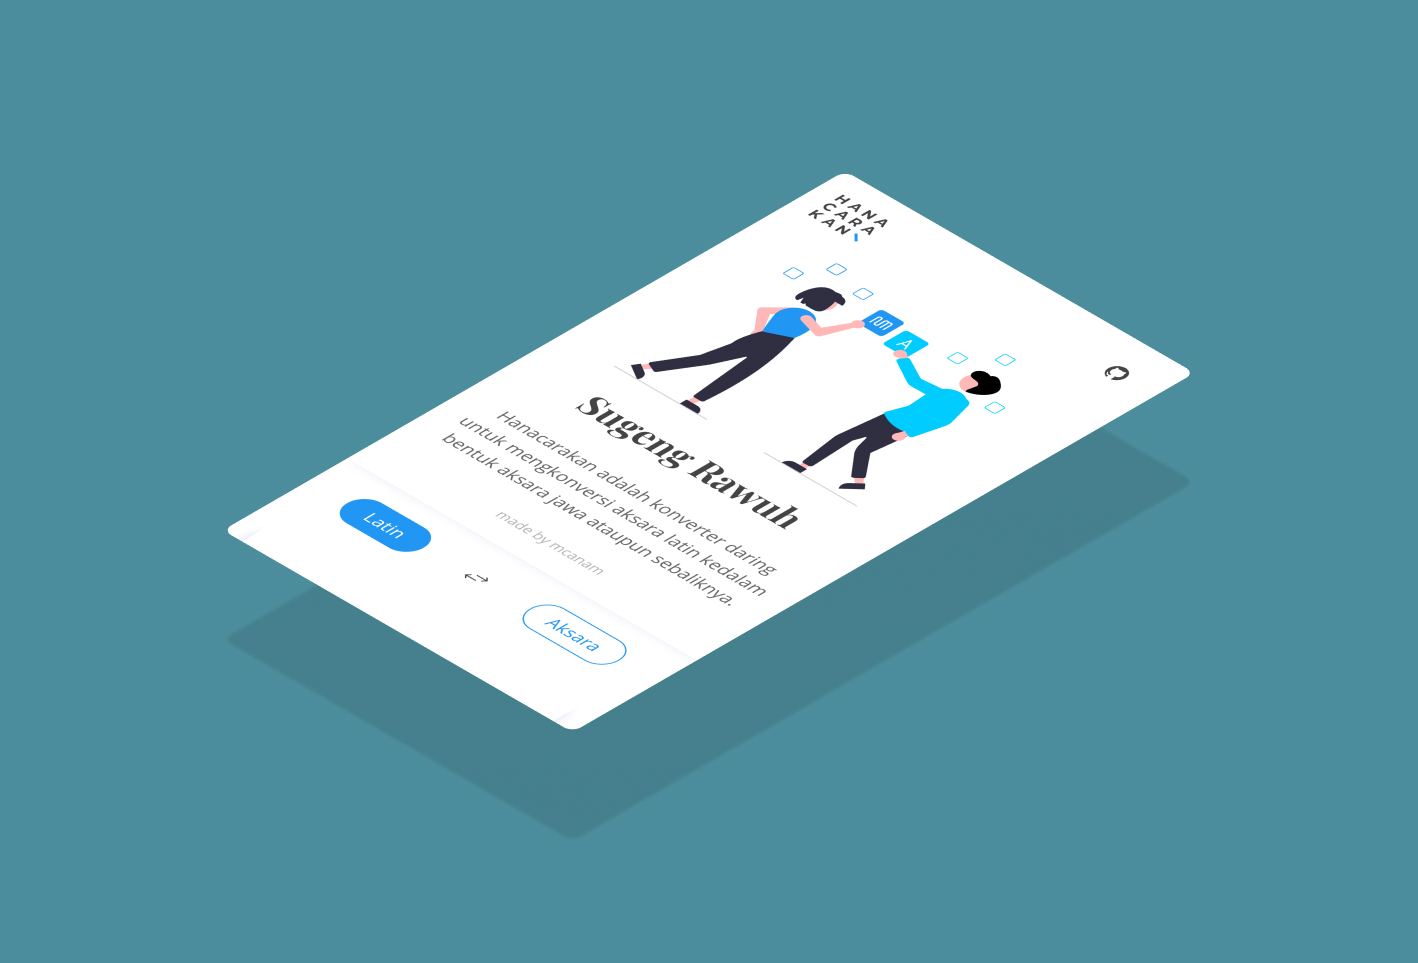 HANA
CARA
KAN
A
Sugeng Rawuh
Hanacarakan adalah konverter daring
untuk mengkonversi aksara latin kedalam
bentuk aksara jawa ataupun sebaliknya.
made by mcanam
Latin
Aksara